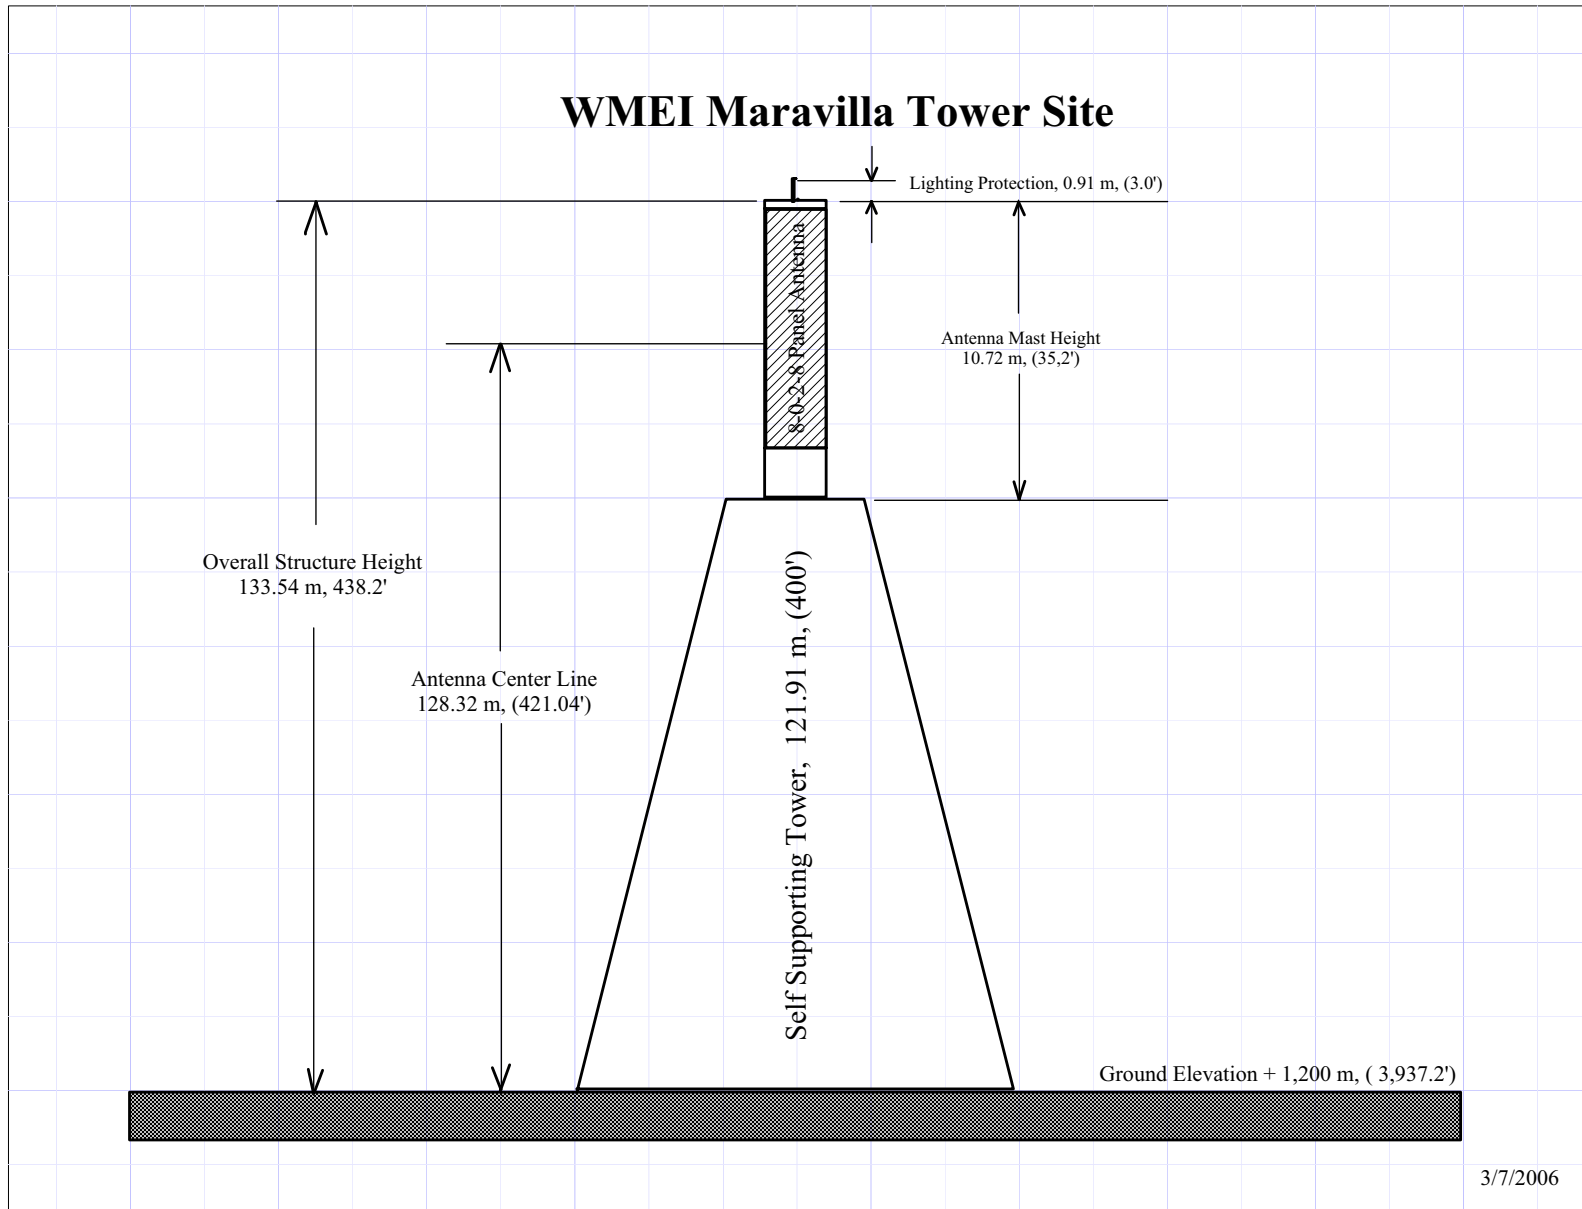 WMEI Maravilla Tower Site
Lighting Protection, 0.91 m, (3.0')
8-0-2-8 Panel Antenna
Antenna Mast Height
10.72 m, (35,2')
Overall Structure Height
133.54 m, 438.2'
Antenna Center Line
128.32 m, (421.04')
Self Supporting Tower, 121.91 m, (400')
Ground Elevation + 1,200 m, ( 3,937.2')
3/7/2006